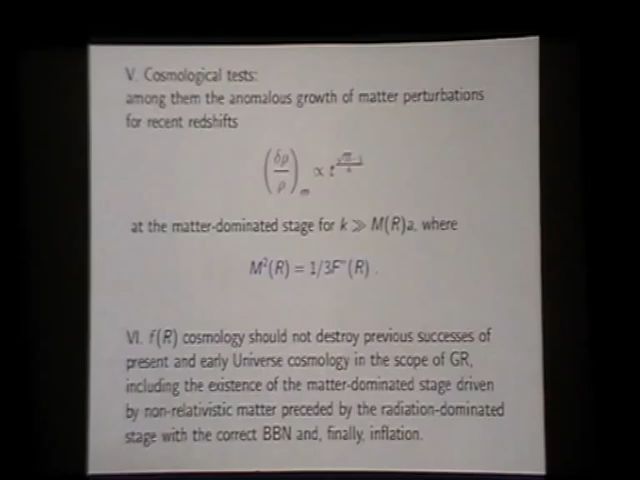 V. Cosmological tests:
among them the anomalous growth of matter perturbations
for recent redshifts
(δρ/ρ)_m ∝ t
at the matter-dominated stage for k ≫ M(R)a, where
M²(R) = 1/3F''(R) .
VI. f(R) cosmology should not destroy previous successes of
present and early Universe cosmology in the scope of GR,
including the existence of the matter-dominated stage driven
by non-relativistic matter preceded by the radiation-dominated
stage with the correct BBN and, finally, inflation.